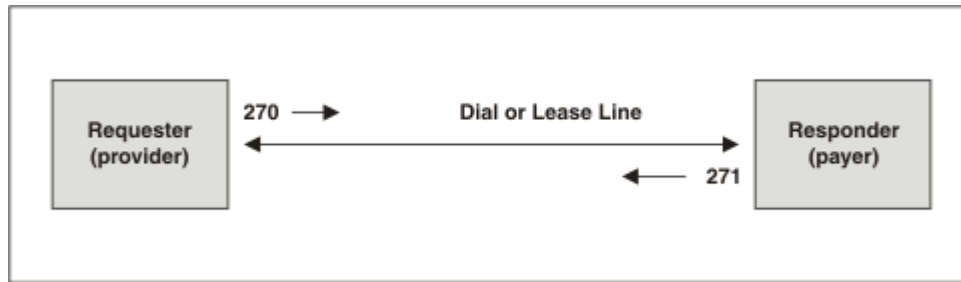 Requester
(provider)
270
Dial or Lease Line
271
Responder
(payer)